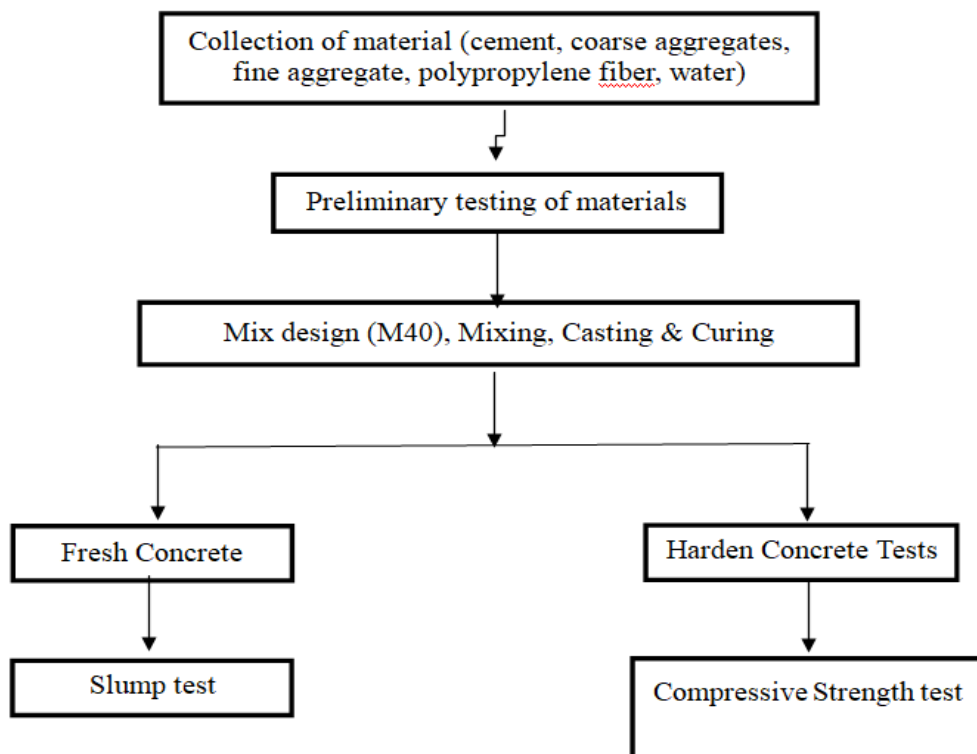 Collection of material (cement, coarse aggregates,
fine aggregate, polypropylene fiber, water)
Preliminary testing of materials
Mix design (M40), Mixing, Casting & Curing
Fresh Concrete
Harden Concrete Tests
Slump test
Compressive Strength test